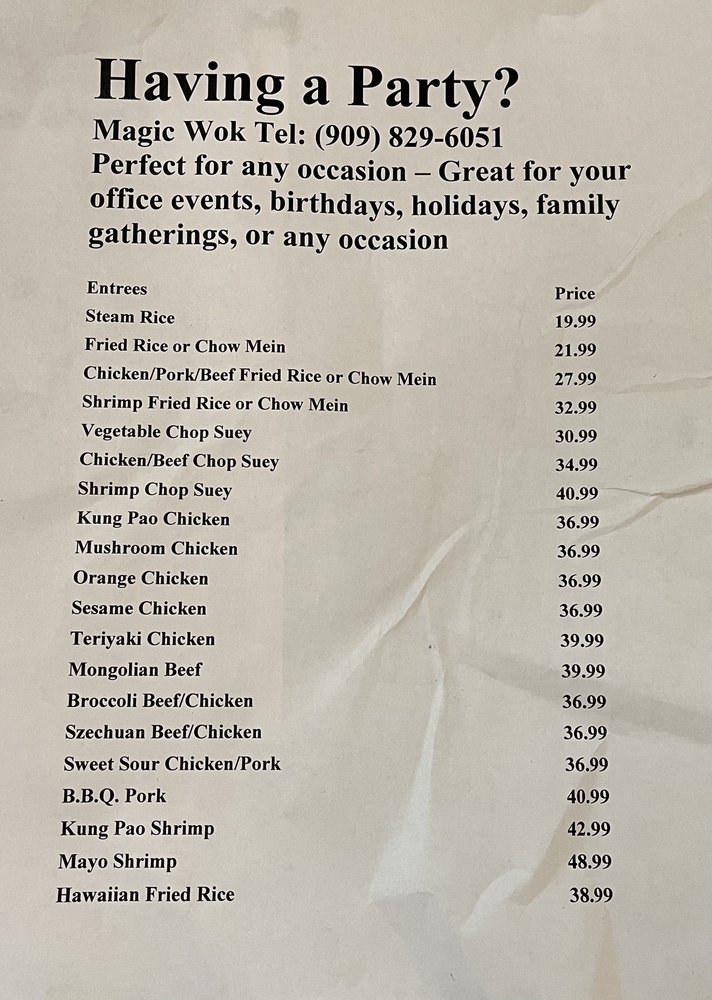 Having a Party?
Magic Wok Tel: (909) 829-6051
Perfect for any occasion – Great for your
office events, birthdays, holidays, family
gatherings, or any occasion
Entrees Price
Steam Rice 19.99
Fried Rice or Chow Mein 21.99
Chicken/Pork/Beef Fried Rice or Chow Mein 27.99
Shrimp Fried Rice or Chow Mein 32.99
Vegetable Chop Suey 30.99
Chicken/Beef Chop Suey 34.99
Shrimp Chop Suey 40.99
Kung Pao Chicken 36.99
Mushroom Chicken 36.99
Orange Chicken 36.99
Sesame Chicken 36.99
Teriyaki Chicken 39.99
Mongolian Beef 39.99
Broccoli Beef/Chicken 36.99
Szechuan Beef/Chicken 36.99
Sweet Sour Chicken/Pork 36.99
B.B.Q. Pork 40.99
Kung Pao Shrimp 42.99
Mayo Shrimp 48.99
Hawaiian Fried Rice 38.99